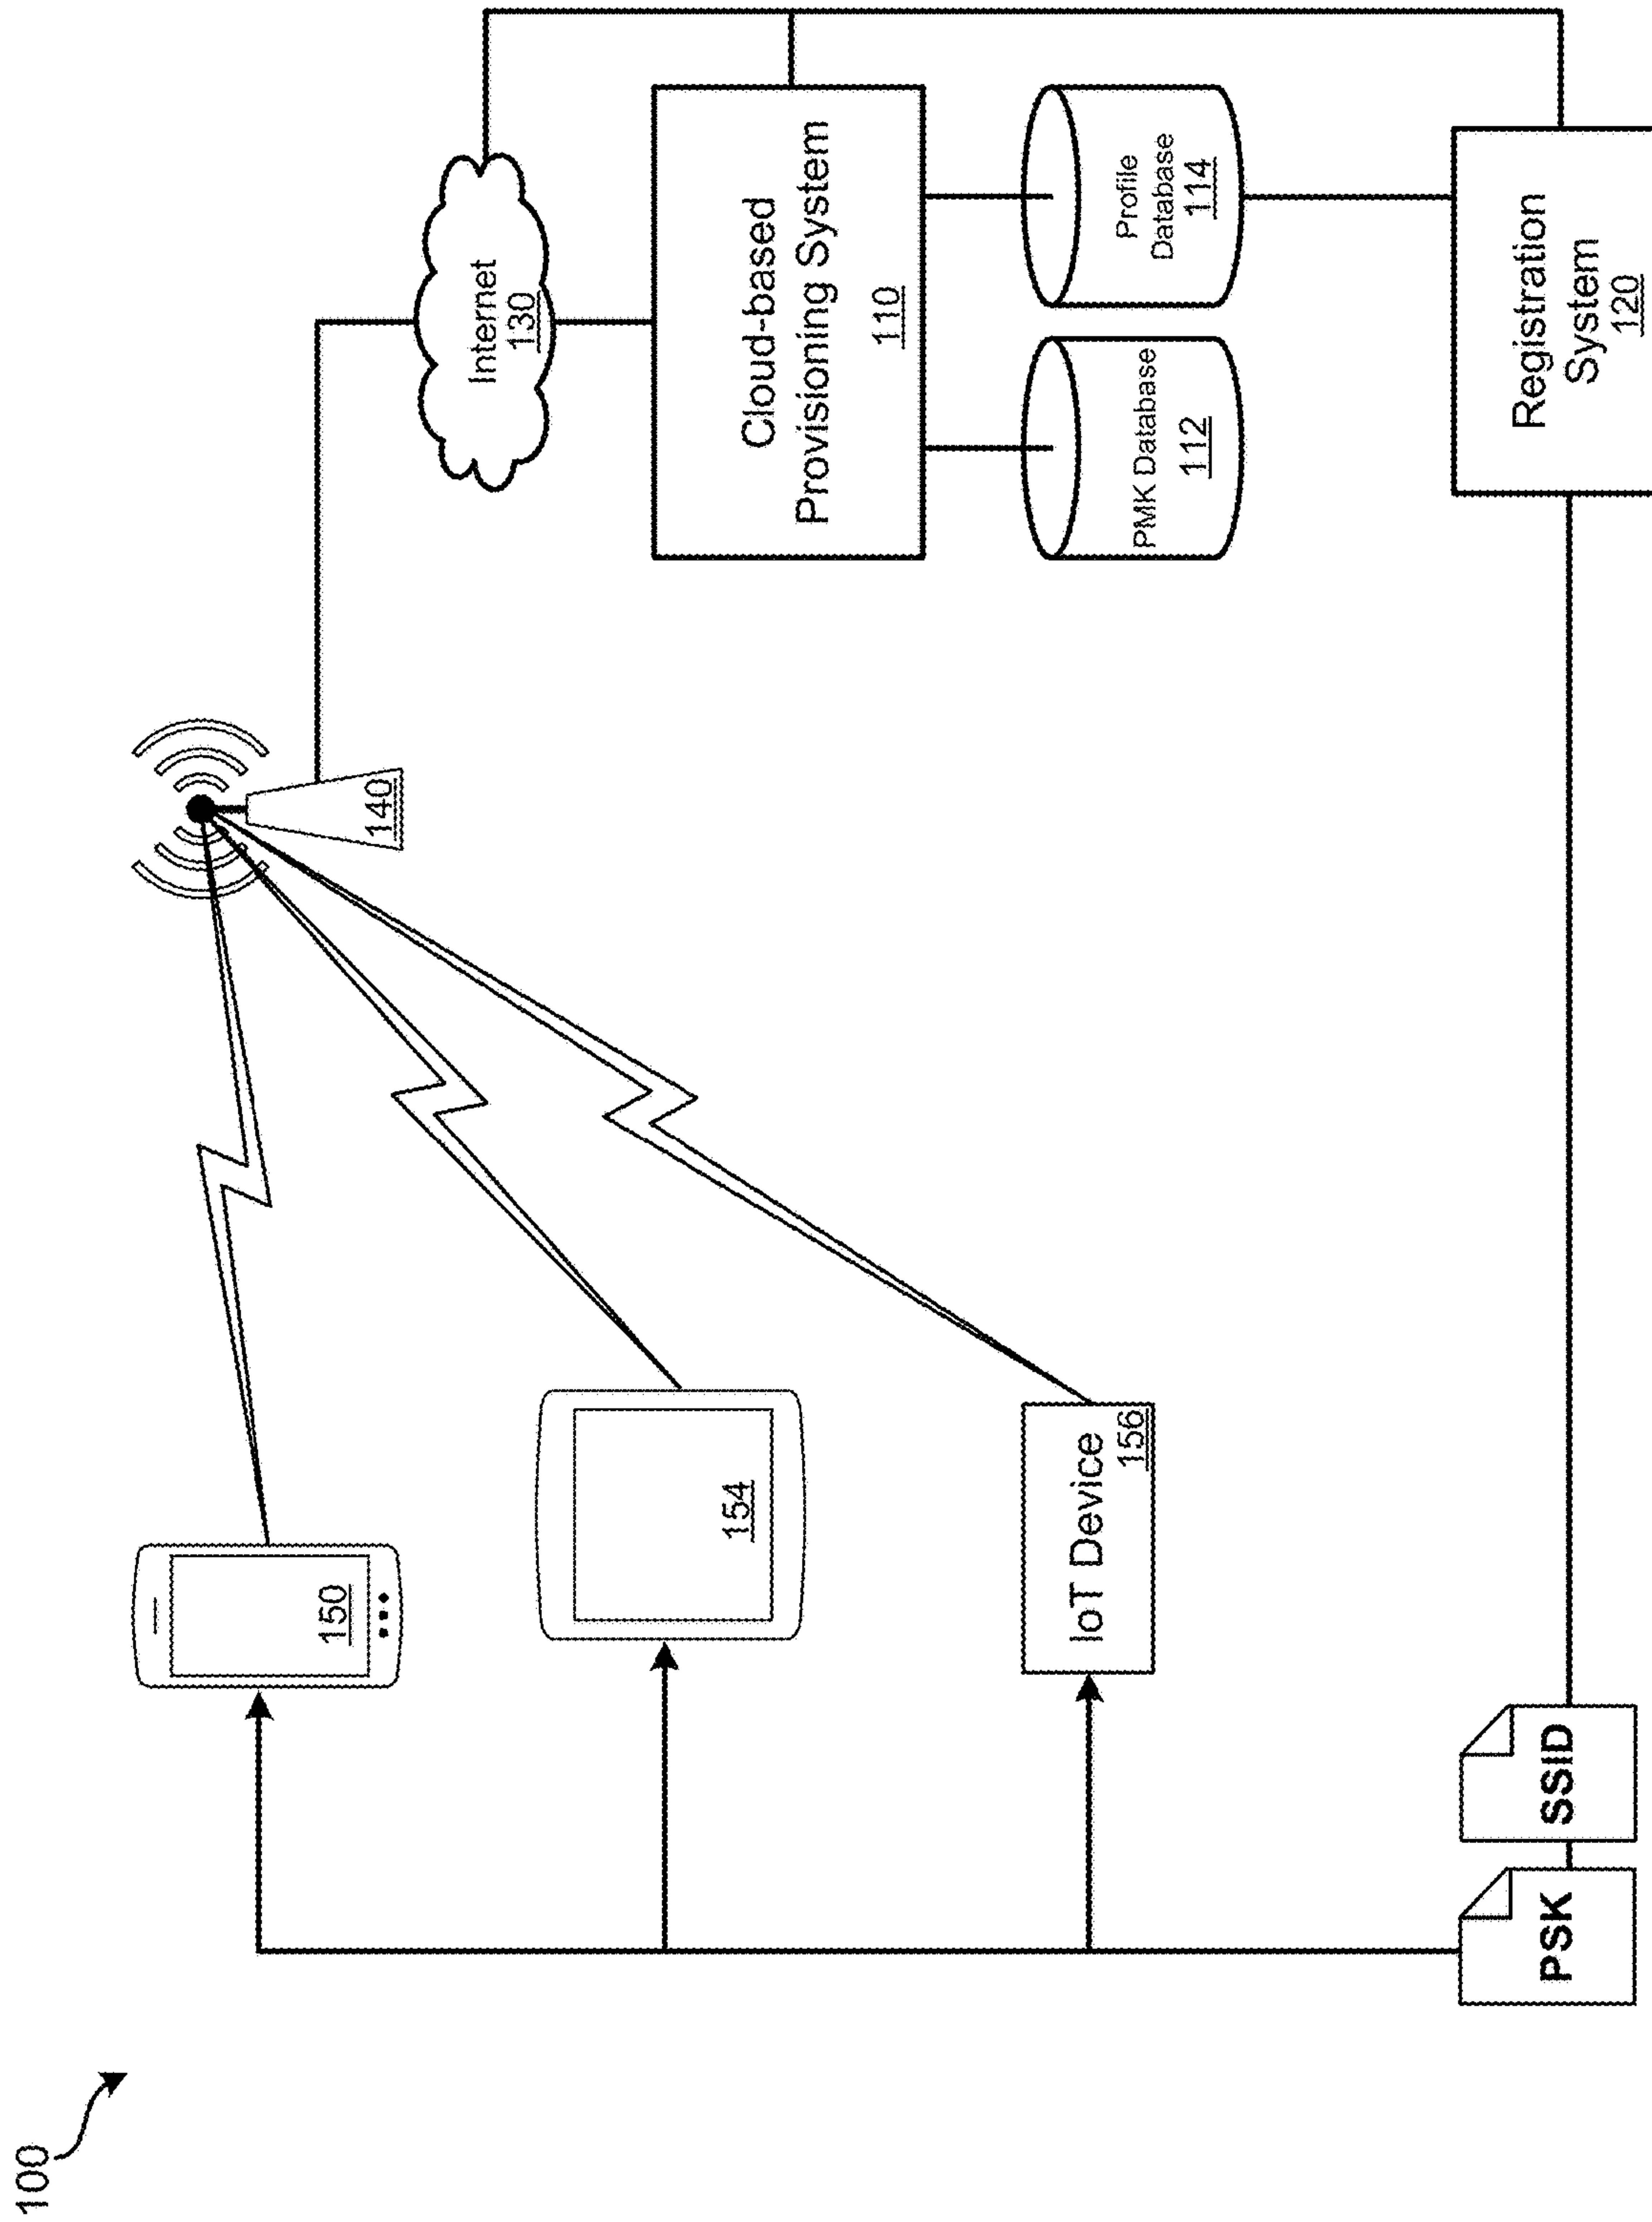 100
150
154
IoT Device
156
PSK
SSID
140
Internet
130
Cloud-based
Provisioning System
110
PMK Database
112
Profile
Database
114
Registration
System
120